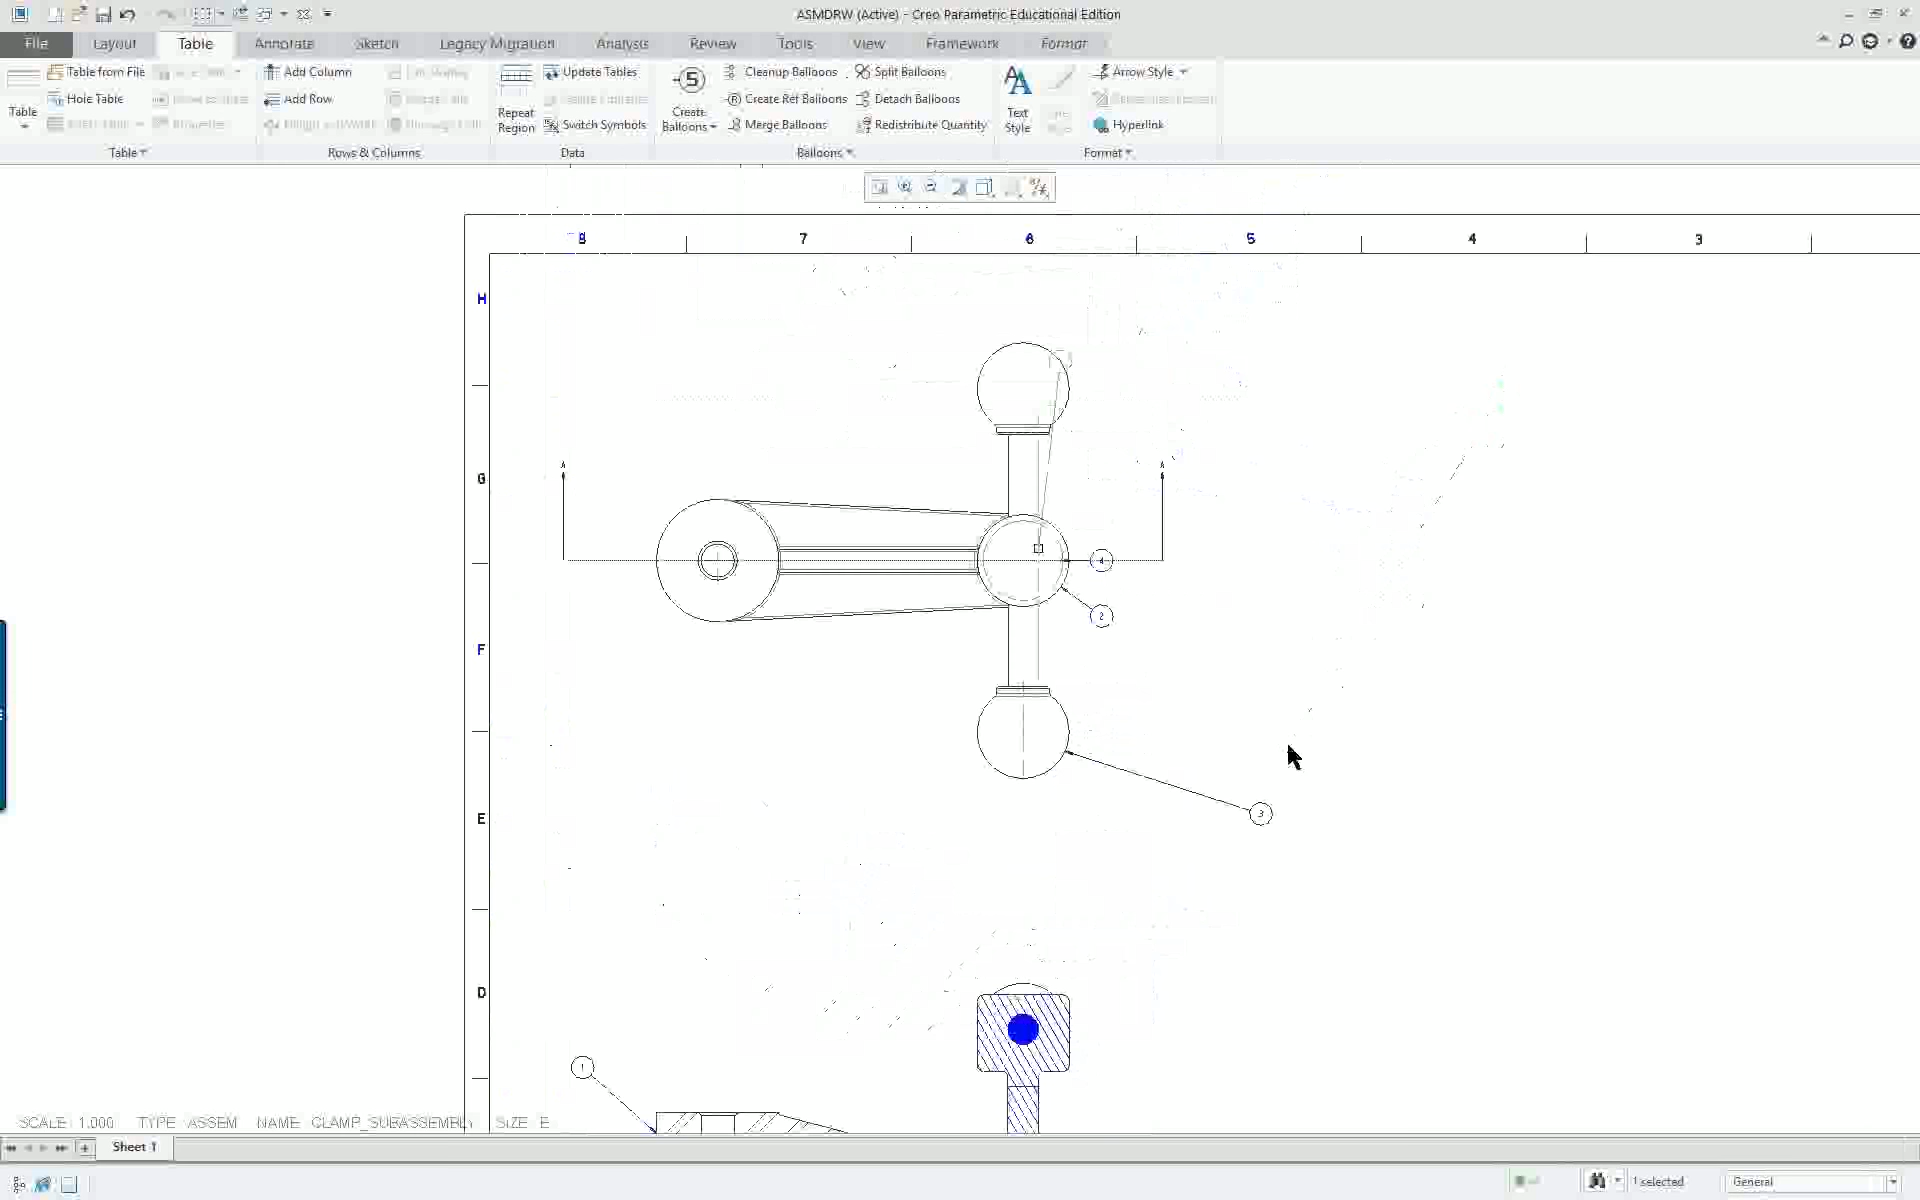 ASMDRW (Active) - Creo Parametric Educational Edition
File Layout Table Annotate Sketch Legacy Migration Analysis Review Tools View Framework Format
Table from File Add Column Update Tables Cleanup Balloons Split Balloons Arrow Style
Hole Table Add Row Create Ref Balloons Detach Balloons
Table Repeat Region Switch Symbols Create Balloons Merge Balloons Redistribute Quantity Text Style Hyperlink
Table Rows & Columns Data Balloons Format
8 7 6 5 4 3
H
G
4
2
F
3
E
D
1
SCALE : 1.000 TYPE : ASSEM NAME : CLAMP_SUBASSEMBLY SIZE : E
Sheet 1
1 selected General